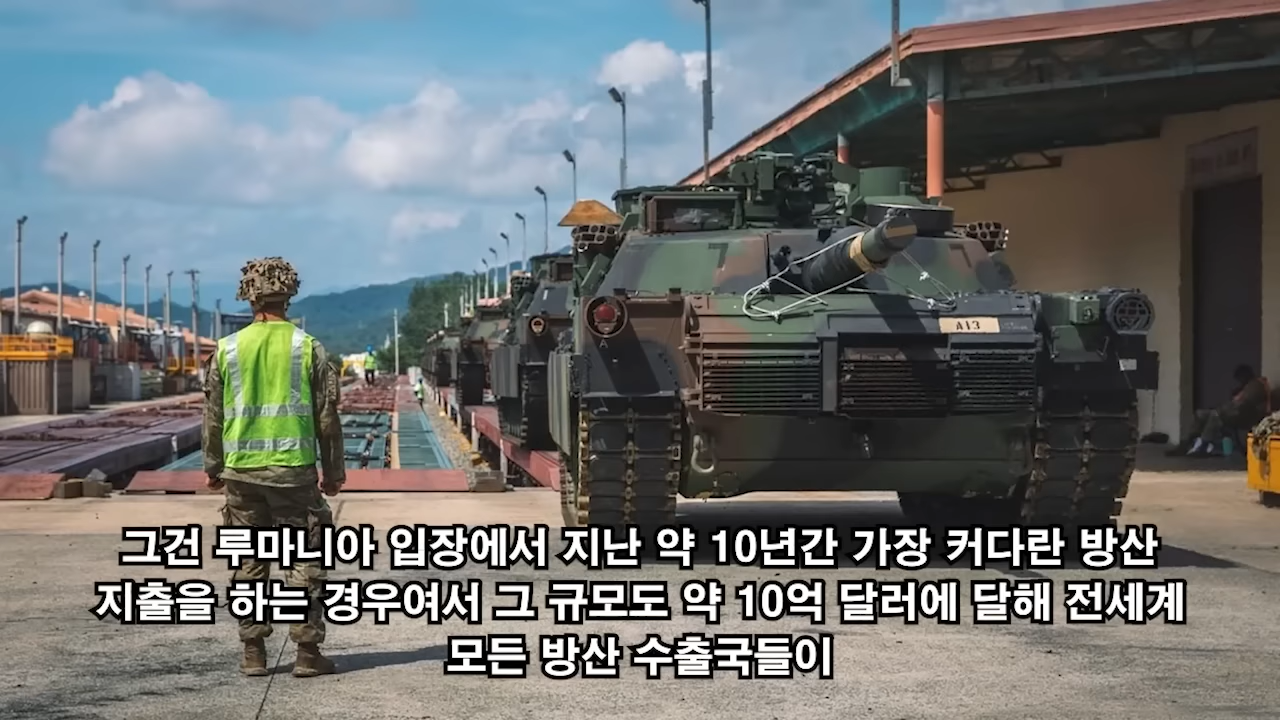 7
A13
그건 루마니아 입장에서 지난 약 10년간 가장 커다란 방산
지출을 하는 경우여서 그 규모도 약 10억 달러에 달해 전세계
모든 방산 수출국들이